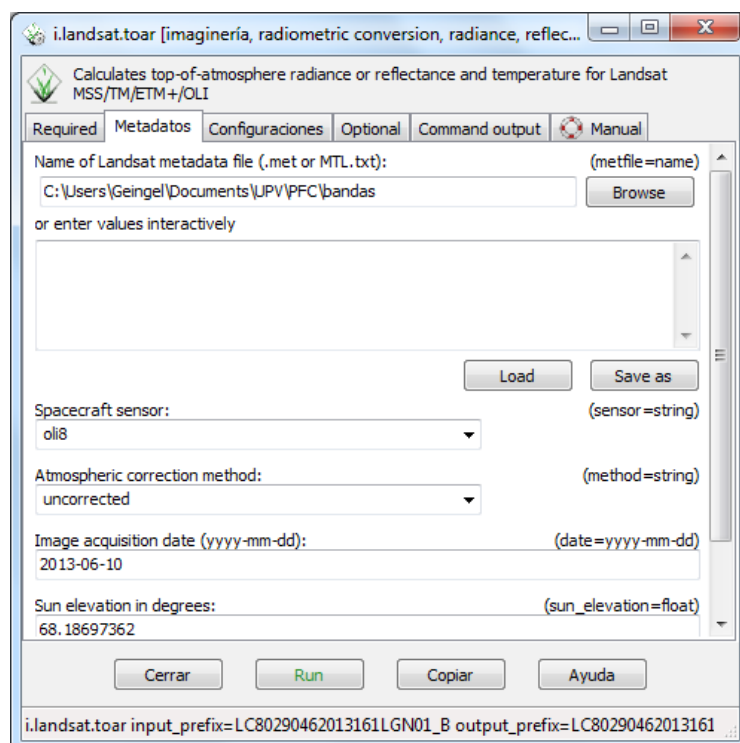 i.landsat.toar [imaginería, radiometric conversion, radiance, reflec...
Calculates top-of-atmosphere radiance or reflectance and temperature for Landsat
MSS/TM/ETM+/OLI
Required Metadatos Configuraciones Optional Command output Manual
Name of Landsat metadata file (.met or MTL.txt): (metfile=name)
C:\Users\Geingel\Documents\UPV\PFC\bandas Browse
or enter values interactively
Load Save as
Spacecraft sensor: (sensor=string)
oli8
Atmospheric correction method: (method=string)
uncorrected
Image acquisition date (yyyy-mm-dd): (date=yyyy-mm-dd)
2013-06-10
Sun elevation in degrees: (sun_elevation=float)
68.18697362
Cerrar Run Copiar Ayuda
i.landsat.toar input_prefix=LC80290462013161LGN01_B output_prefix=LC80290462013161